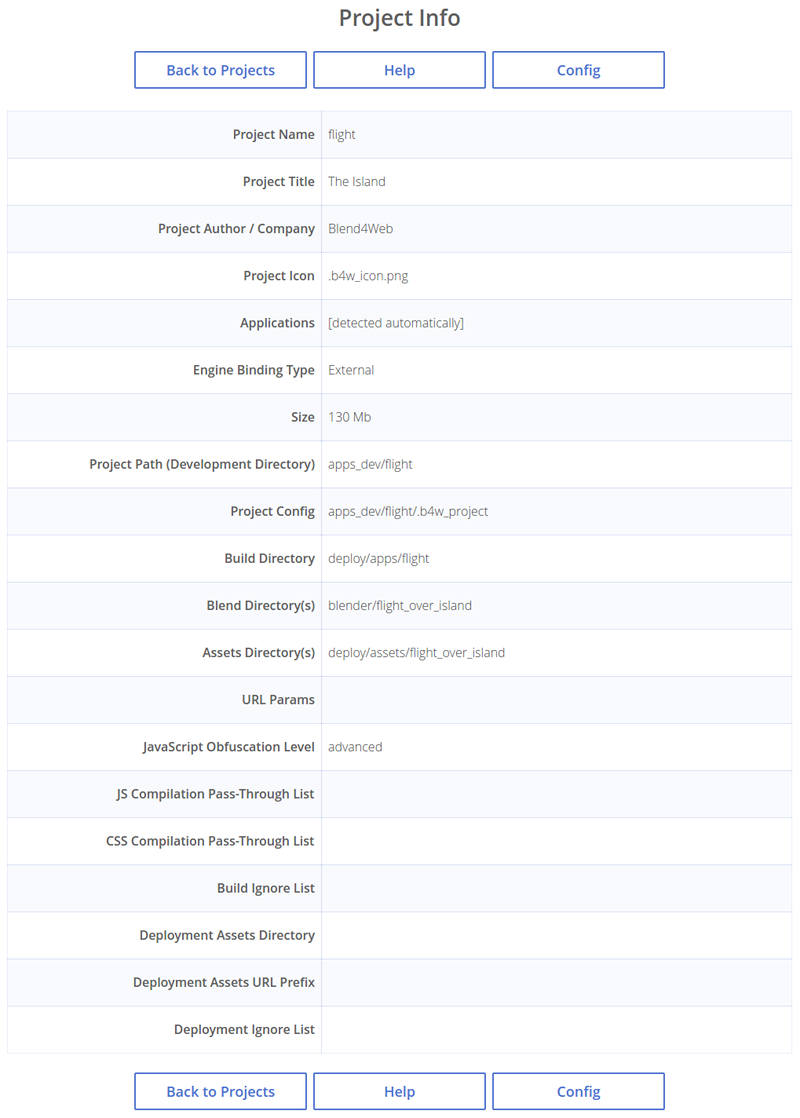 Project Info
Back to Projects Help Config
Project Name flight
Project Title The Island
Project Author / Company Blend4Web
Project Icon .b4w_icon.png
Applications [detected automatically]
Engine Binding Type External
Size 130 Mb
Project Path (Development Directory) apps_dev/flight
Project Config apps_dev/flight/.b4w_project
Build Directory deploy/apps/flight
Blend Directory(s) blender/flight_over_island
Assets Directory(s) deploy/assets/flight_over_island
URL Params
JavaScript Obfuscation Level advanced
JS Compilation Pass-Through List
CSS Compilation Pass-Through List
Build Ignore List
Deployment Assets Directory
Deployment Assets URL Prefix
Deployment Ignore List
Back to Projects Help Config